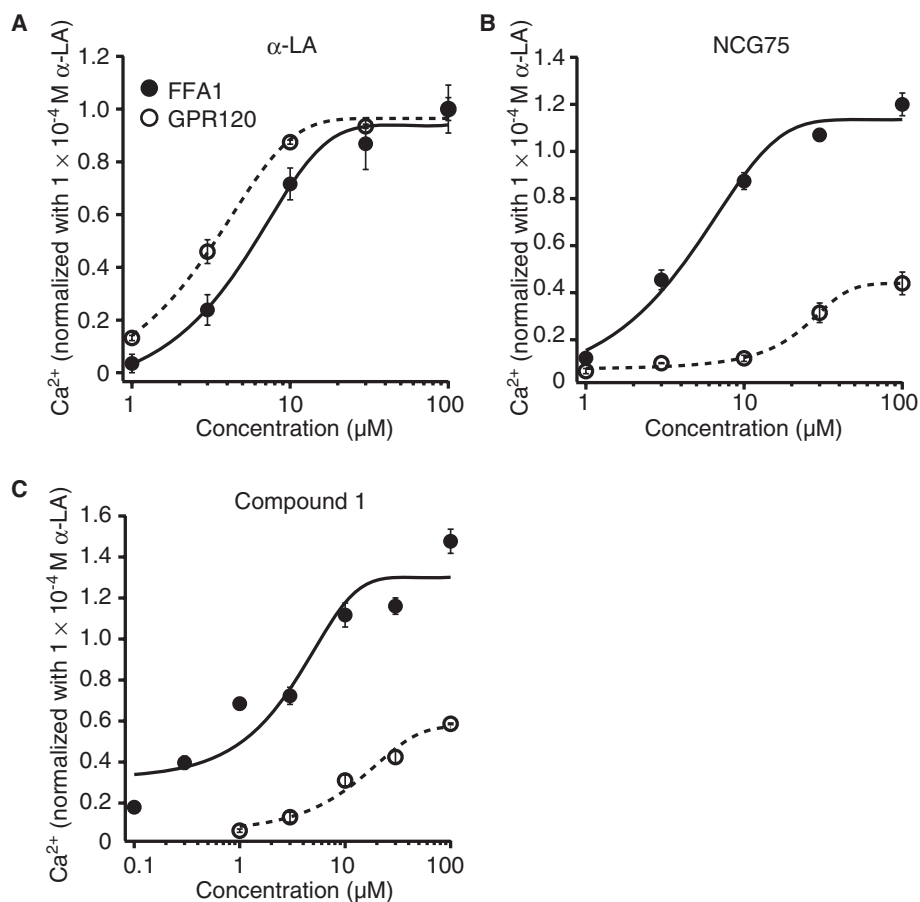 A
α-LA
Ca2+ (normalized with 1 × 10-4 M α-LA)
1.2
1.0
0.8
0.6
0.4
0.2
0
FFA1
GPR120
1
10
100
Concentration (µM)
B
NCG75
Ca2+ (normalized with 1 × 10-4 M α-LA)
1.4
1.2
1.0
0.8
0.6
0.4
0.2
0
1
10
100
Concentration (µM)
C
Compound 1
Ca2+ (normalized with 1 × 10-4 M α-LA)
1.6
1.4
1.2
1.0
0.8
0.6
0.4
0.2
0
0.1
1
10
100
Concentration (µM)